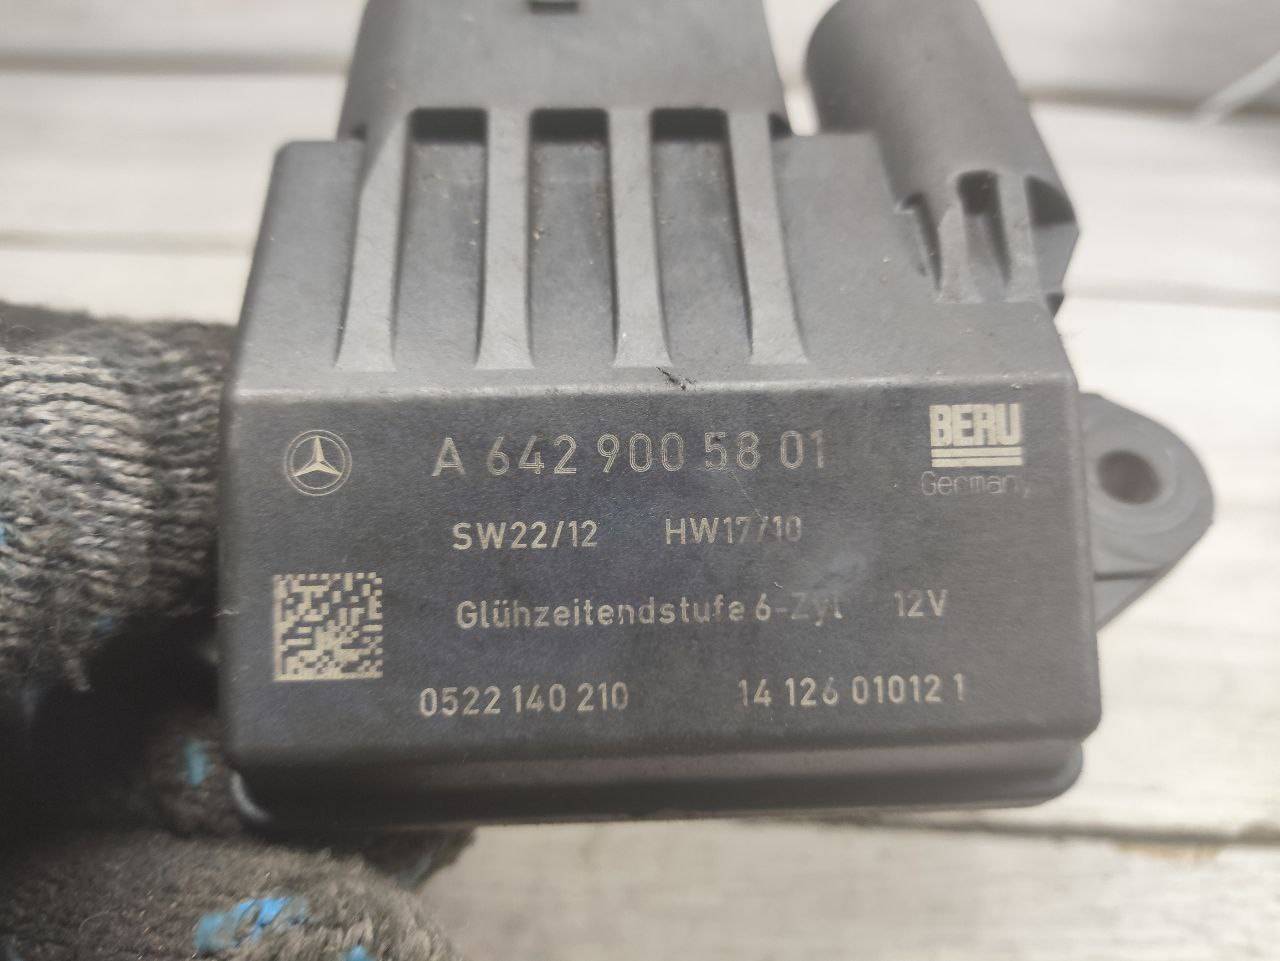 A 642 900 58 01
BERU
Germany
SW22/12 HW17/10
Glühzeitendstufe 6-Zyl 12V
0522 140 210 14 126 01012 1